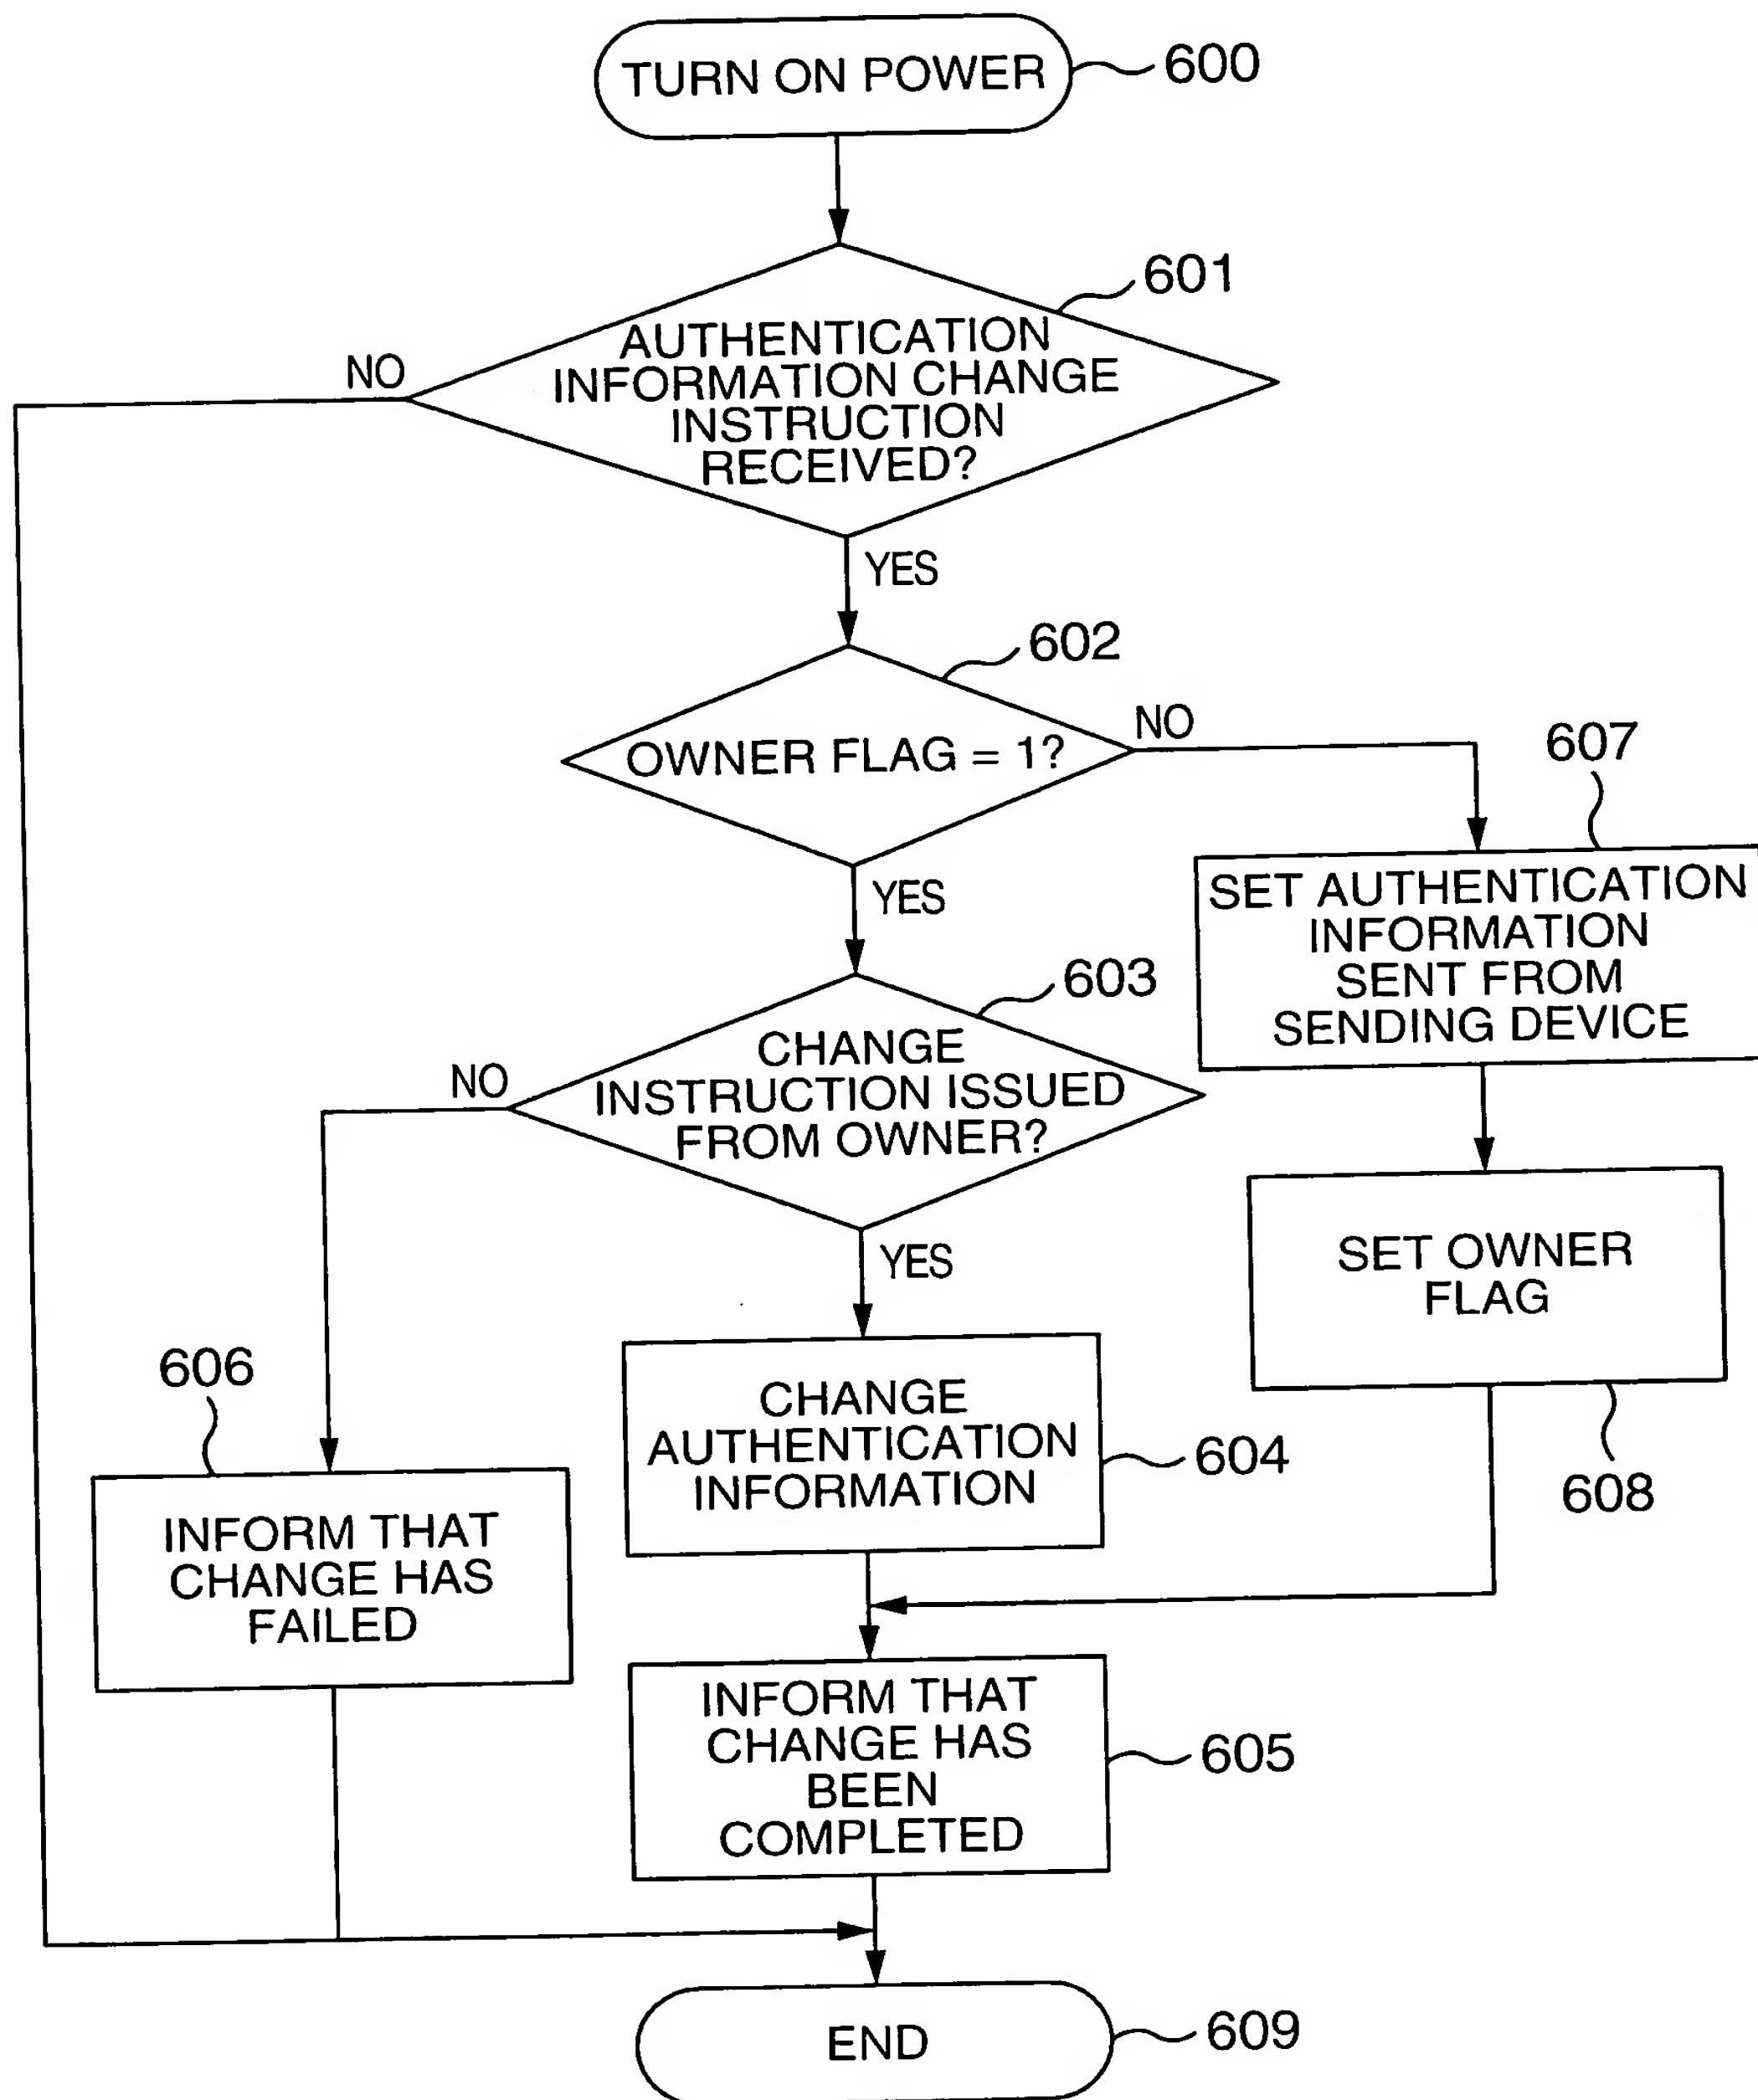 TURN ON POWER
600
601
AUTHENTICATION
INFORMATION CHANGE
INSTRUCTION
RECEIVED?
NO
YES
602
OWNER FLAG = 1?
NO
YES
607
SET AUTHENTICATION
INFORMATION
SENT FROM
SENDING DEVICE
603
CHANGE
INSTRUCTION ISSUED
FROM OWNER?
NO
YES
SET OWNER
FLAG
608
606
INFORM THAT
CHANGE HAS
FAILED
CHANGE
AUTHENTICATION
INFORMATION
604
INFORM THAT
CHANGE HAS
BEEN
COMPLETED
605
END
609